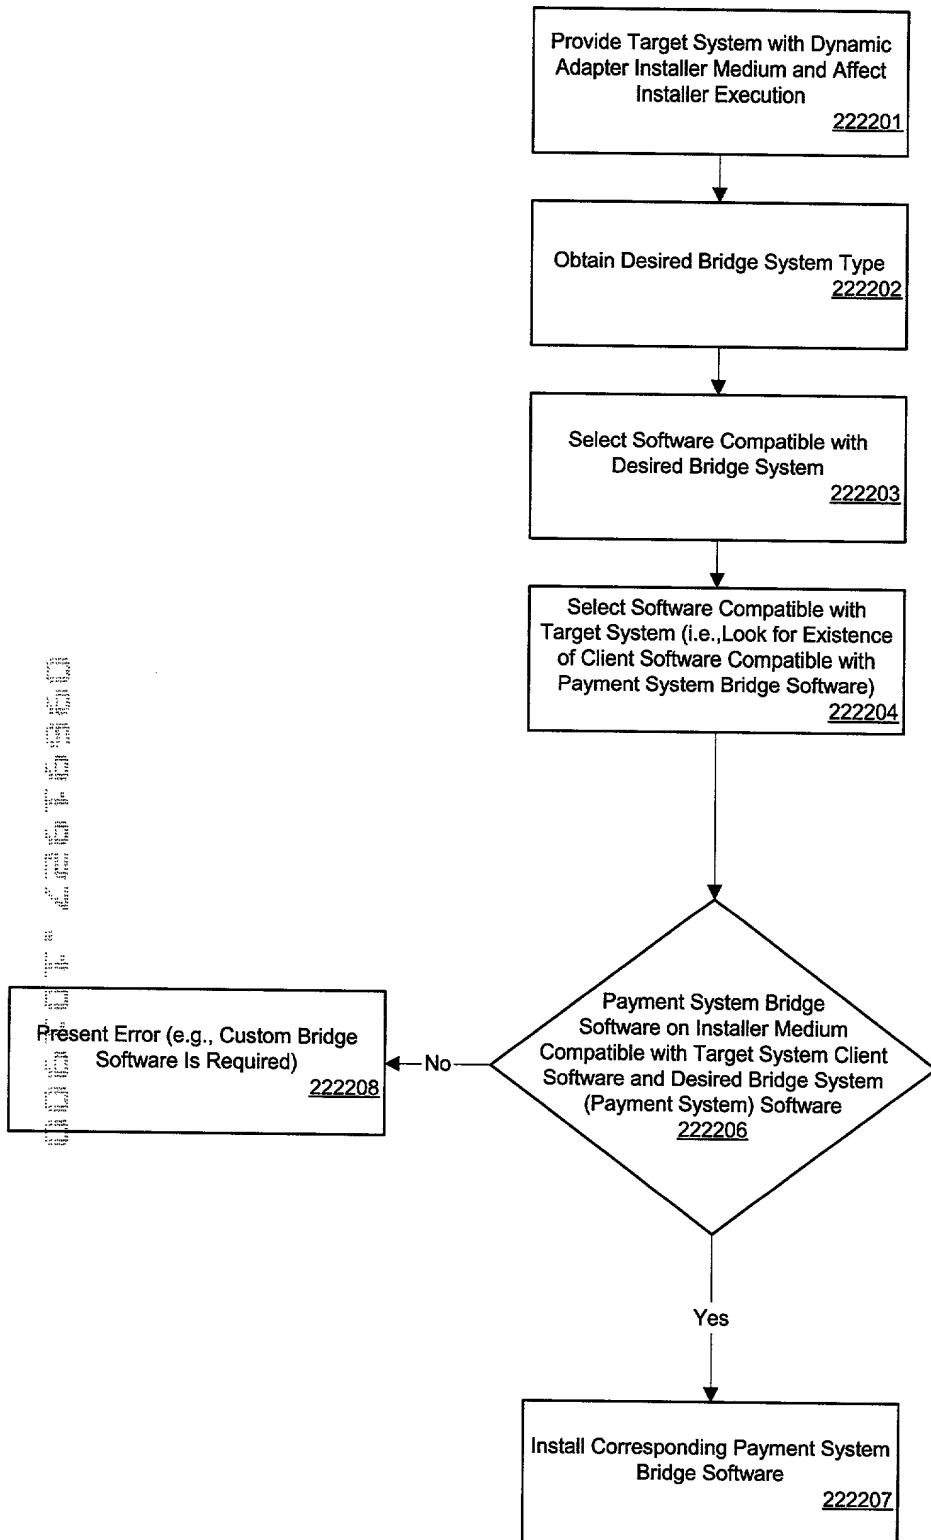 Provide Target System with Dynamic
Adapter Installer Medium and Affect
Installer Execution
222201
Obtain Desired Bridge System Type
222202
Select Software Compatible with
Desired Bridge System
222203
Select Software Compatible with
Target System (i.e.,Look for Existence
of Client Software Compatible with
Payment System Bridge Software)
222204
Payment System Bridge
Software on Installer Medium
Compatible with Target System Client
Software and Desired Bridge System
(Payment System) Software
222206
No
Present Error (e.g., Custom Bridge
Software Is Required)
222208
Yes
Install Corresponding Payment System
Bridge Software
222207